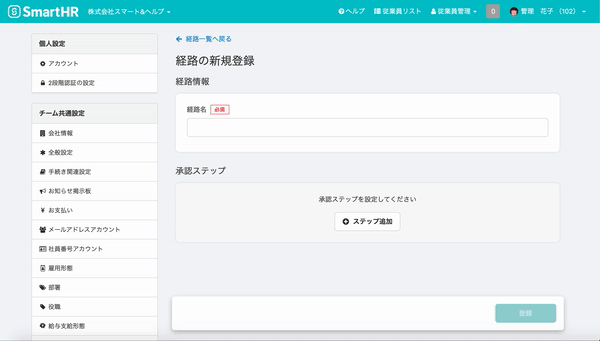 SmartHR 株式会社スマート&ヘルプ ヘルプ 従業員リスト 従業員管理 0 管理 花子（102）
個人設定
アカウント
2段階認証の設定
チーム共通設定
会社情報
全般設定
手続き関連設定
お知らせ掲示板
お支払い
メールアドレスアカウント
社員番号アカウント
雇用形態
部署
役職
給与支給形態
経路一覧へ戻る
経路の新規登録
経路情報
経路名 必須
承認ステップ
承認ステップを設定してください
ステップ追加
登録